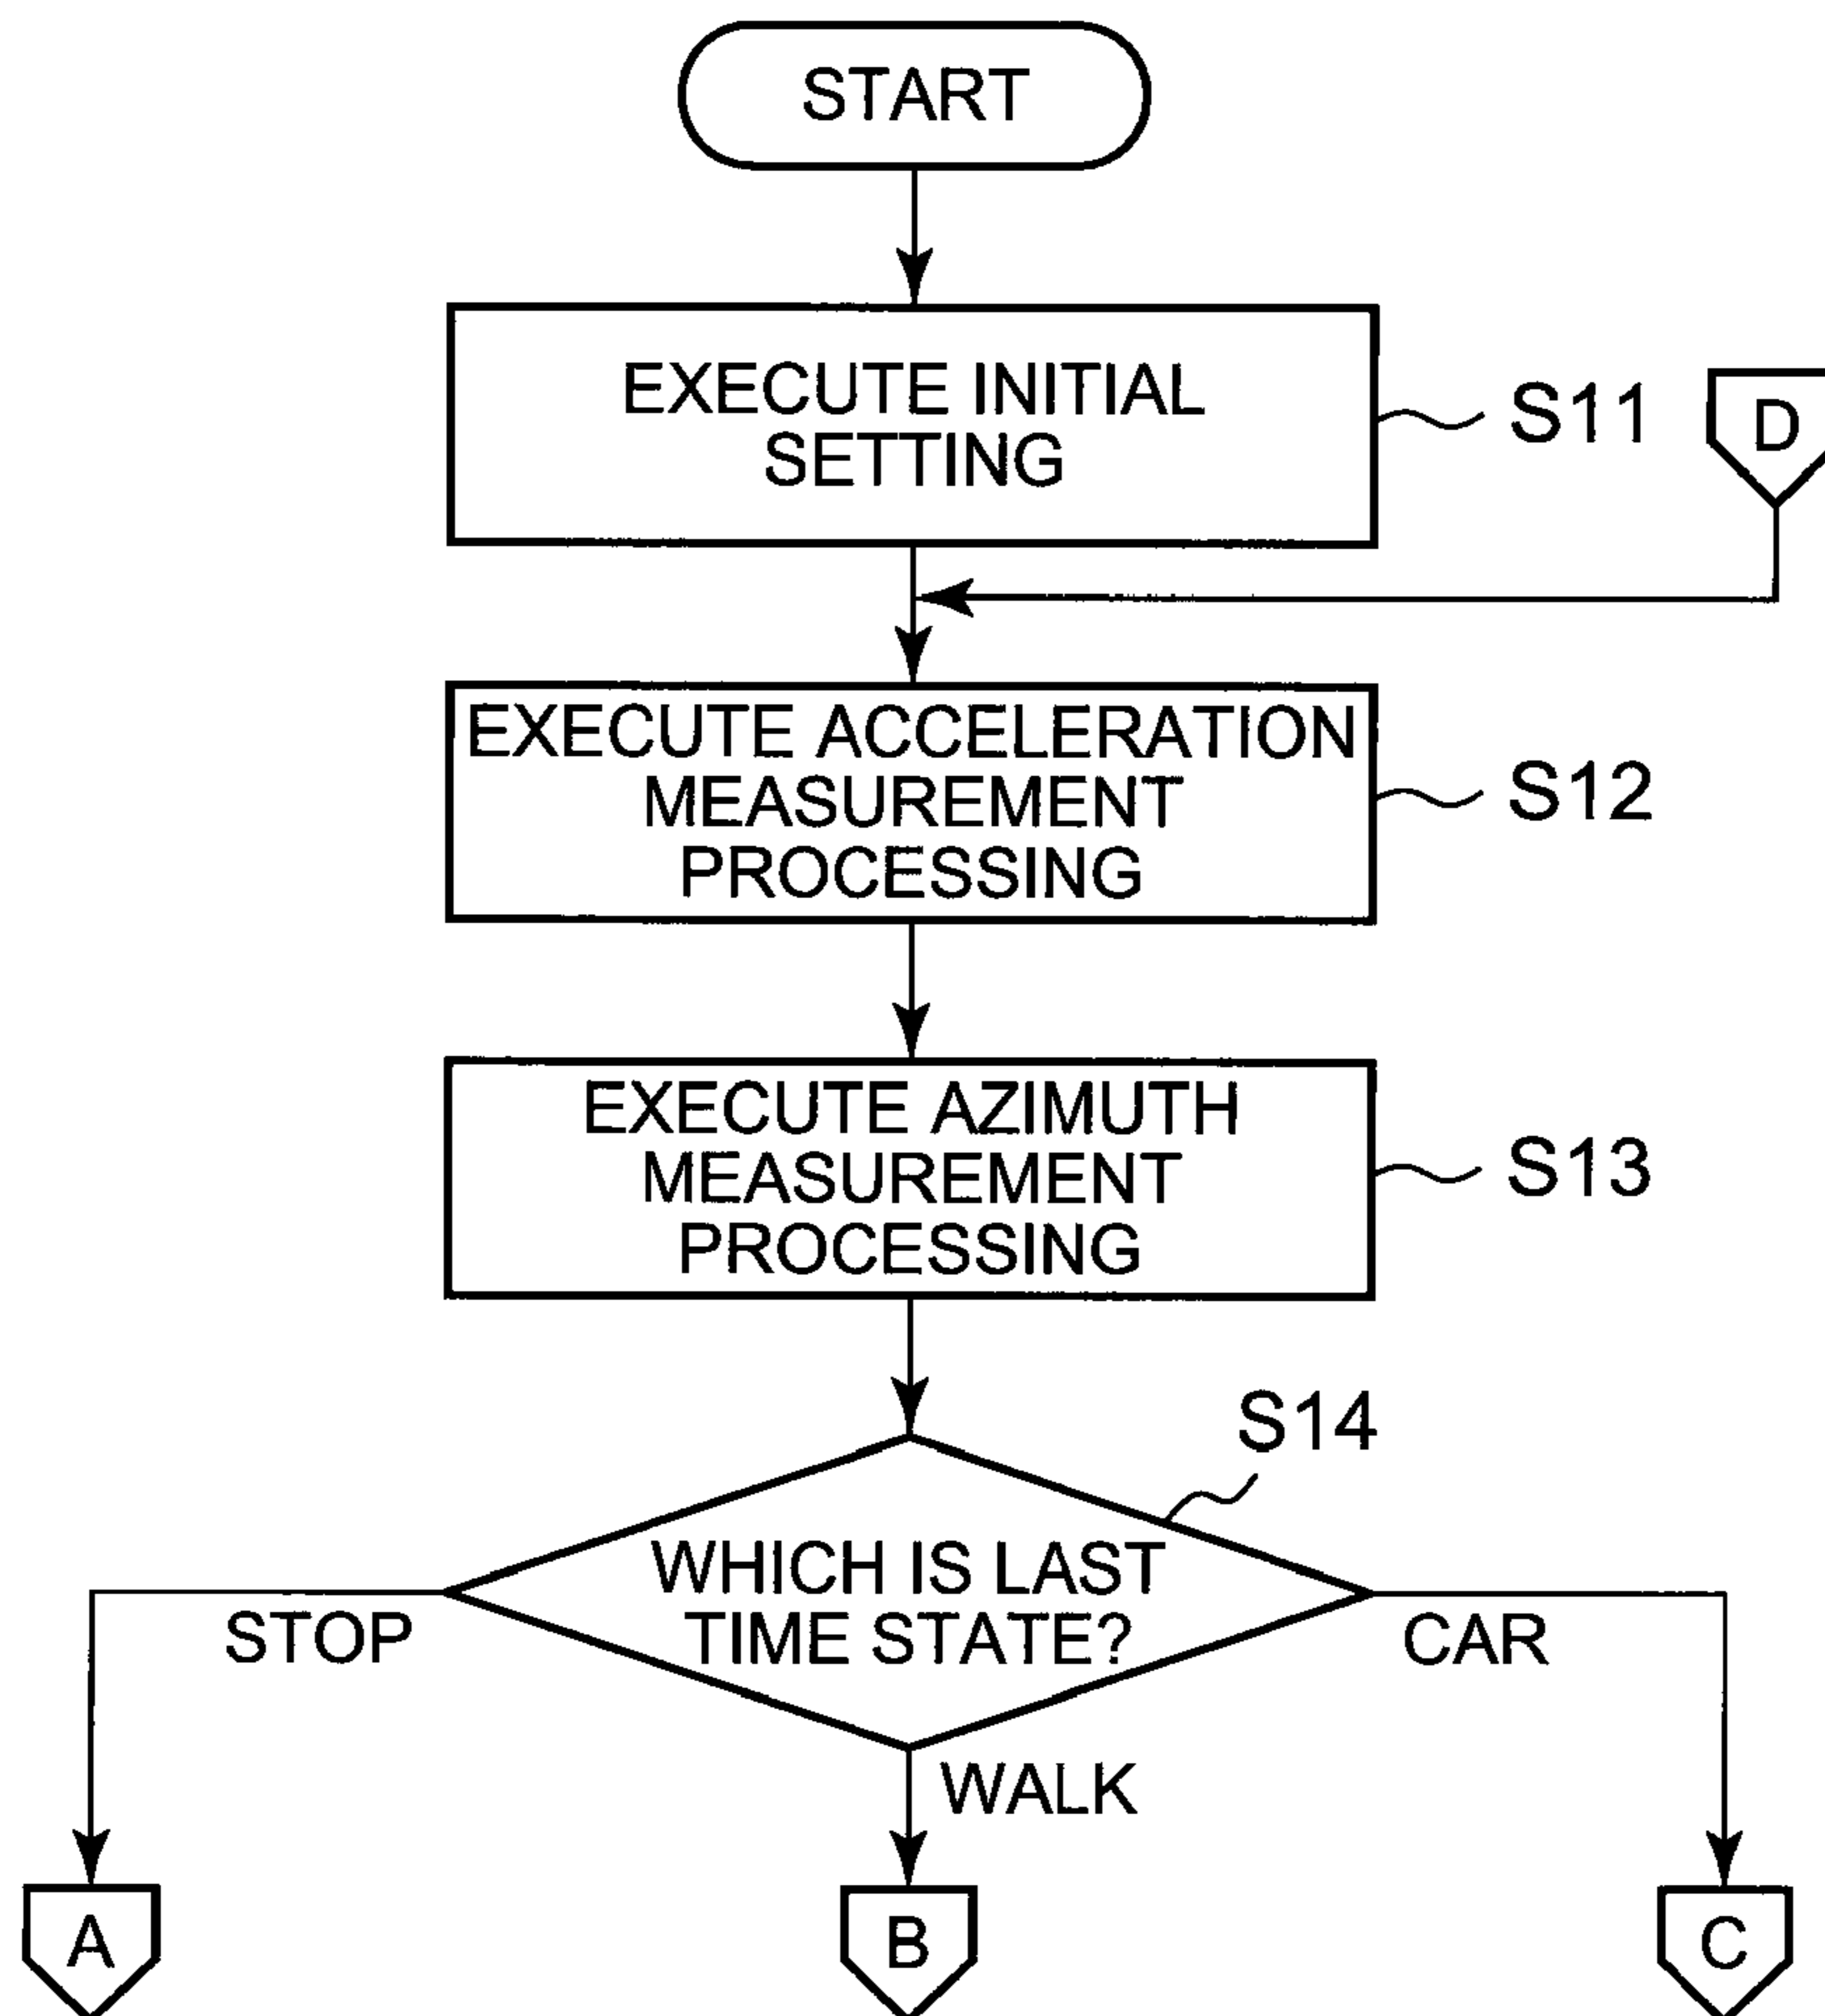 START
EXECUTE INITIAL
SETTING
S11
D
EXECUTE ACCELERATION
MEASUREMENT
PROCESSING
S12
EXECUTE AZIMUTH
MEASUREMENT
PROCESSING
S13
S14
WHICH IS LAST
TIME STATE?
STOP
CAR
WALK
A
B
C